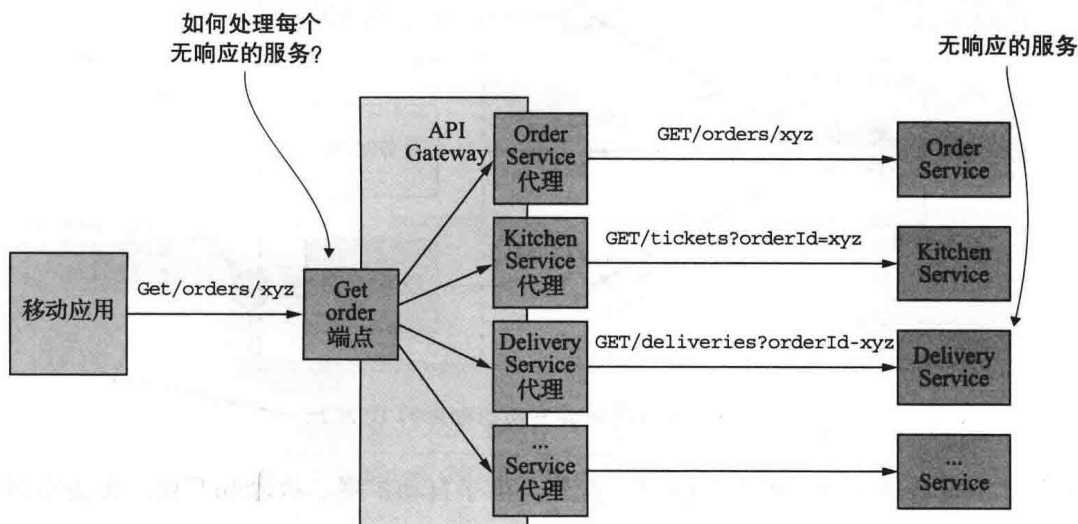 如何处理每个
无响应的服务?
无响应的服务
API
Gateway
Order
Service
代理
GET/orders/xyz
Order
Service
Kitchen
Service
代理
GET/tickets?orderId=xyz
Kitchen
Service
移动应用
Get/orders/xyz
Get
order
端点
Delivery
Service
代理
GET/deliveries?orderId-xyz
Delivery
Service
...
Service
代理
...
Service